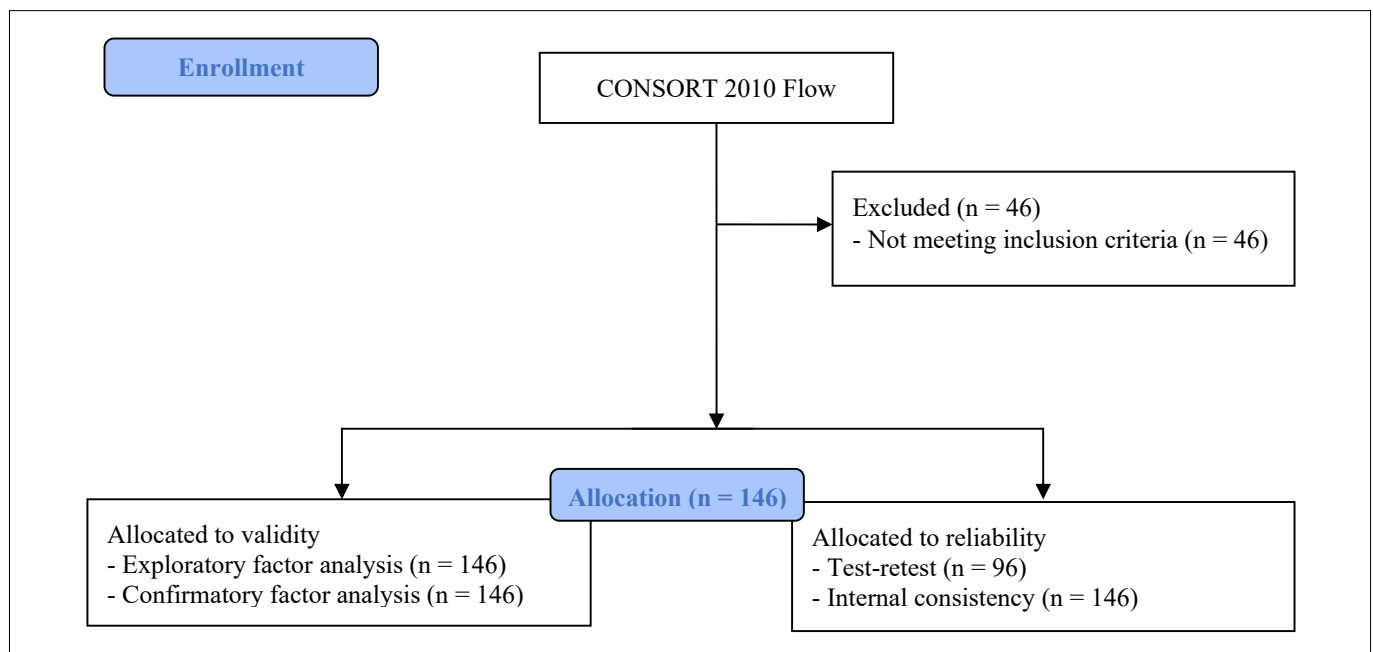 Enrollment
CONSORT 2010 Flow
Excluded (n = 46)
- Not meeting inclusion criteria (n = 46)
Allocation (n = 146)
Allocated to validity
- Exploratory factor analysis (n = 146)
- Confirmatory factor analysis (n = 146)
Allocated to reliability
- Test-retest (n = 96)
- Internal consistency (n = 146)